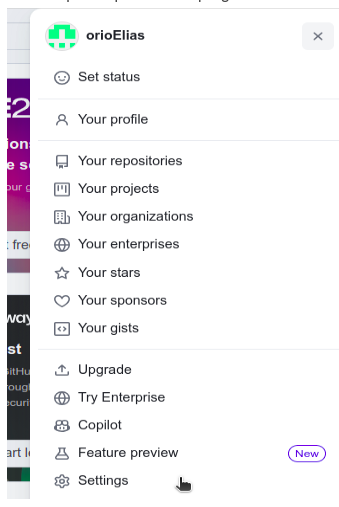 orioElias
Set status
Your profile
Your repositories
Your projects
Your organizations
Your enterprises
Your stars
Your sponsors
Your gists
Upgrade
Try Enterprise
Copilot
Feature preview New
Settings